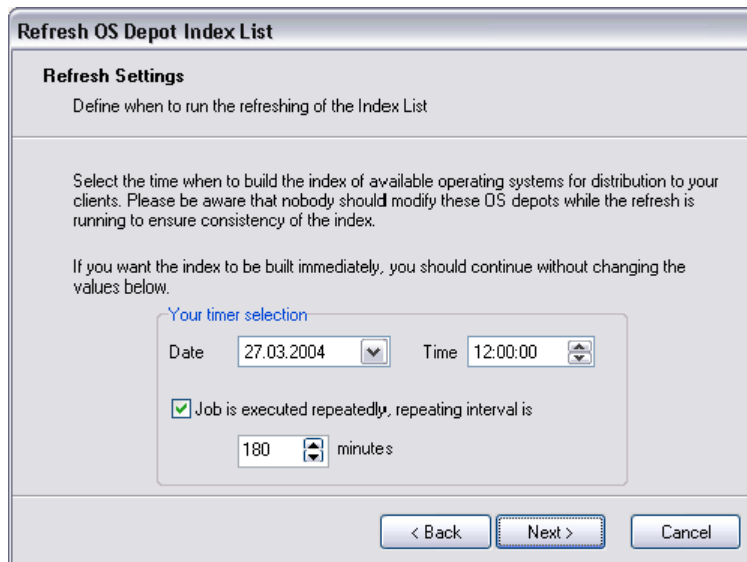 Refresh OS Depot Index List
Refresh Settings
Define when to run the refreshing of the Index List
Select the time when to build the index of available operating systems for distribution to your
clients. Please be aware that nobody should modify these OS depots while the refresh is
running to ensure consistency of the index.
If you want the index to be built immediately, you should continue without changing the
values below.
Your timer selection
Date 27.03.2004 Time 12:00:00
Job is executed repeatedly, repeating interval is
180 minutes
< Back Next > Cancel